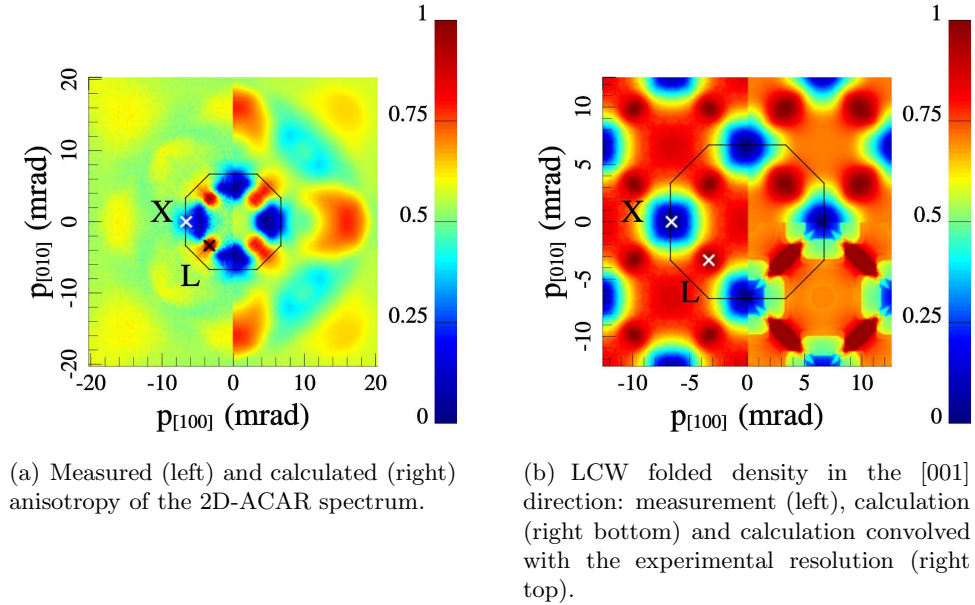 1
0.75
0.5
0.25
0
20
10
0
-10
-20
p[010] (mrad)
X
L
-20 -10 0 10 20
p[100] (mrad)
1
0.75
0.5
0.25
0
10
5
0
-5
-10
p[010] (mrad)
X
L
-10 -5 0 5 10
p[100] (mrad)
(a) Measured (left) and calculated (right)
anisotropy of the 2D-ACAR spectrum.
(b) LCW folded density in the [001]
direction: measurement (left), calculation
(right bottom) and calculation convolved
with the experimental resolution (right
top).